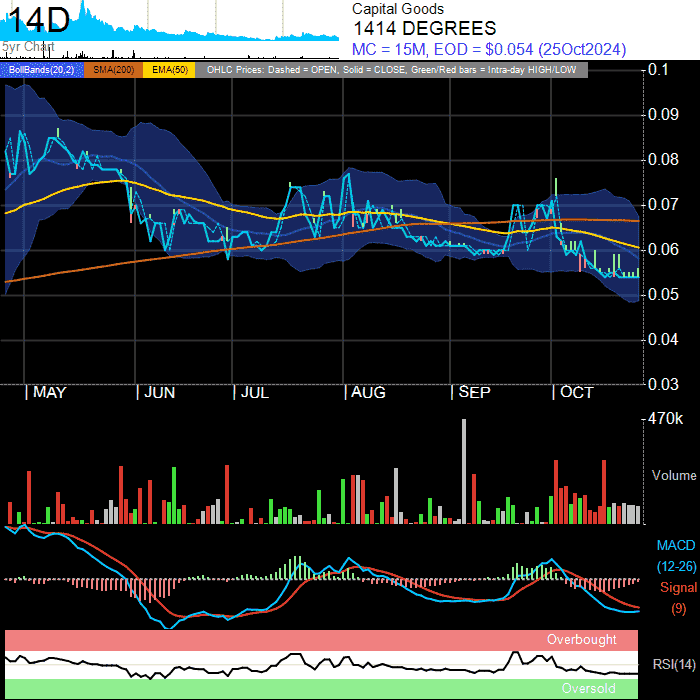 14D
5yr Chart
Capital Goods
1414 DEGREES
MC = 15M, EOD = $0.054 (25Oct2024)
BollBands(20,2) SMA(200) EMA(50) OHLC Prices: Dashed = OPEN, Solid = CLOSE, Green/Red bars = Intra-day HIGH/LOW
0.1
0.09
0.08
0.07
0.06
0.05
0.04
0.03
MAY JUN JUL AUG SEP OCT
470k
Volume
MACD
(12-26)
Signal
(9)
Overbought
RSI(14)
Oversold